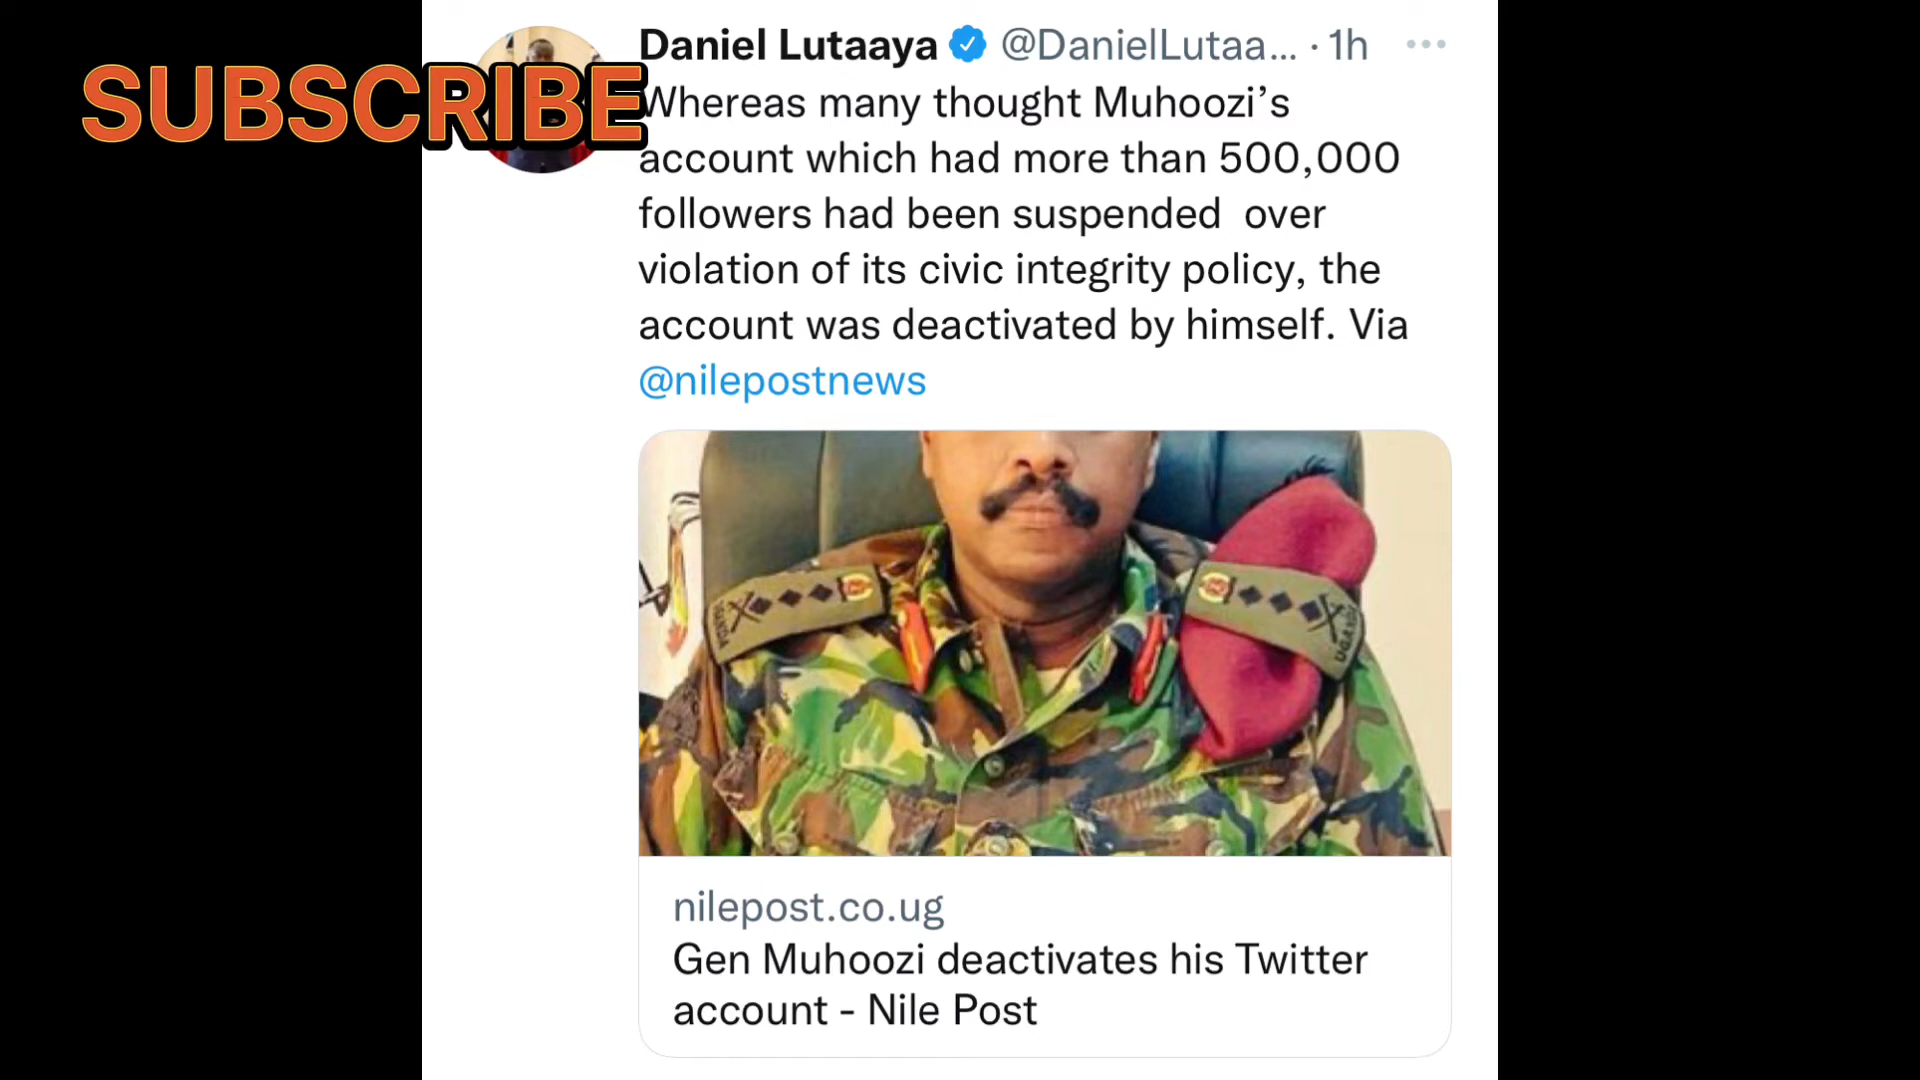 SUBSCRIBE
Daniel Lutaaya @DanielLutaa... · 1h
Whereas many thought Muhoozi’s
account which had more than 500,000
followers had been suspended  over
violation of its civic integrity policy, the
account was deactivated by himself. Via
@nilepostnews
UGANDA
UGANDA
nilepost.co.ug
Gen Muhoozi deactivates his Twitter
account - Nile Post